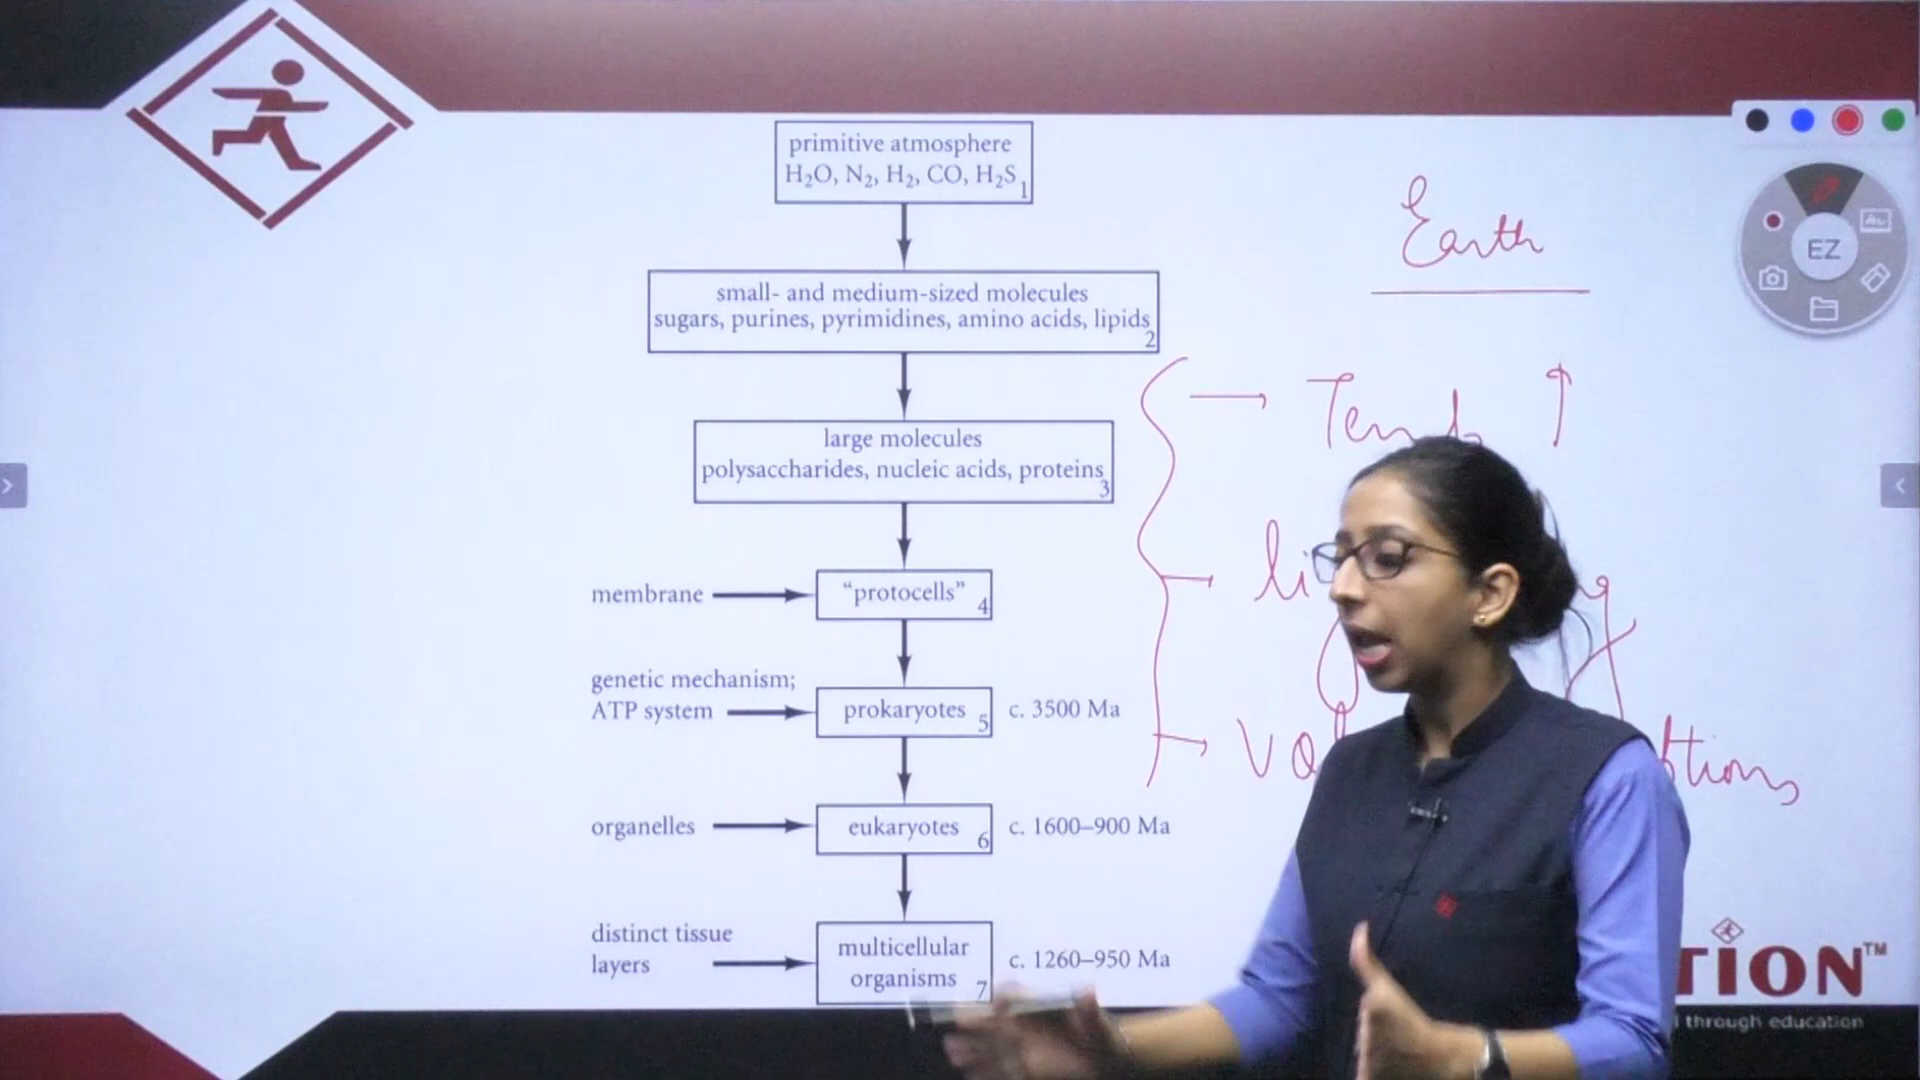 primitive atmosphere
H₂O, N₂, H₂, CO, H₂S
1
small- and medium-sized molecules
sugars, purines, pyrimidines, amino acids, lipids
2
large molecules
polysaccharides, nucleic acids, proteins
3
membrane
"protocells"
4
genetic mechanism;
ATP system
prokaryotes
5
c. 3500 Ma
organelles
eukaryotes
6
c. 1600–900 Ma
distinct tissue
layers
multicellular
organisms
7
c. 1260–950 Ma
Earth
EZ
TION™
through education